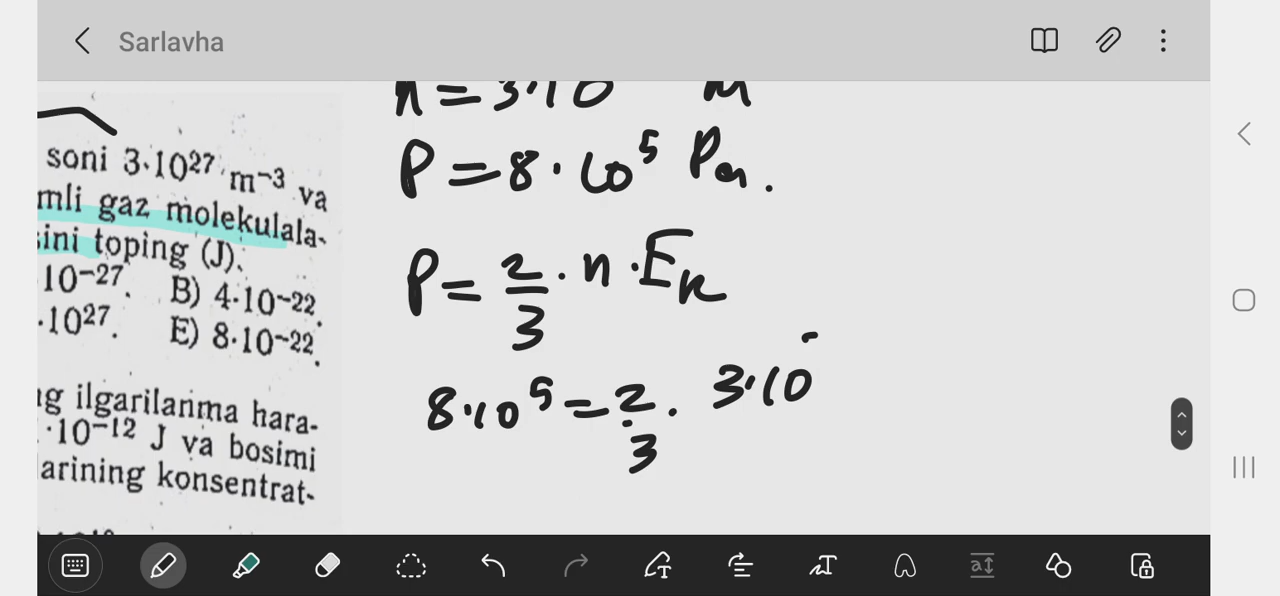 Sarlavha
soni 3·10²⁷ m⁻³ va
mli gaz molekulala-
ini toping (J).
10⁻²⁷. B) 4·10⁻²².
·10²⁷. E) 8·10⁻²².
g ilgarilanma hara-
·10⁻¹² J va bosimi
arining konsentrat-
n = 3·10 m
P = 8·10⁵ Pa.
P = 2/3 · n · Eₖ
8·10⁵ = 2/3 · 3·10